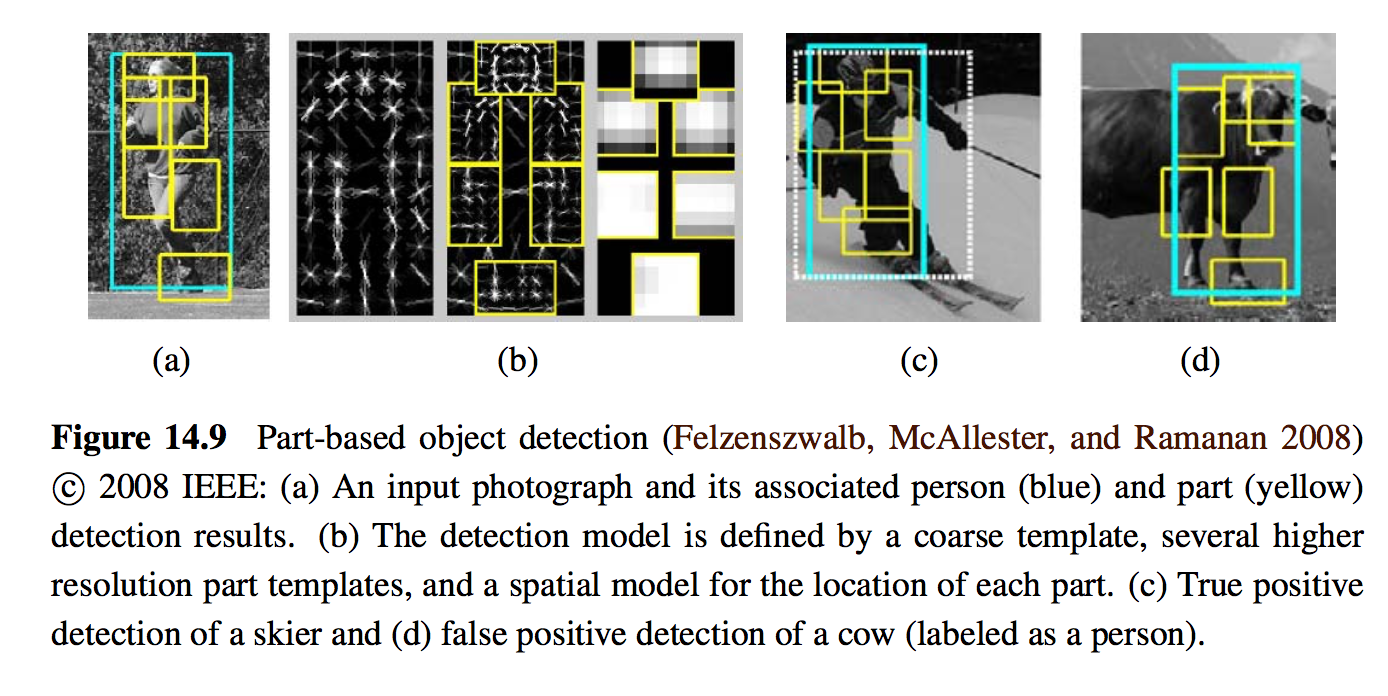 (a) (b) (c) (d)
Figure 14.9 Part-based object detection (Felzenszwalb, McAllester, and Ramanan 2008)
© 2008 IEEE: (a) An input photograph and its associated person (blue) and part (yellow)
detection results. (b) The detection model is defined by a coarse template, several higher
resolution part templates, and a spatial model for the location of each part. (c) True positive
detection of a skier and (d) false positive detection of a cow (labeled as a person).